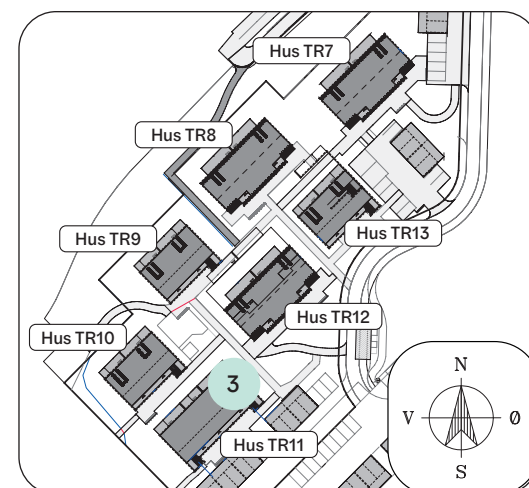 Hus TR7
Hus TR8
Hus TR9
Hus TR13
Hus TR12
Hus TR10
3
Hus TR11
N
V Ø
S